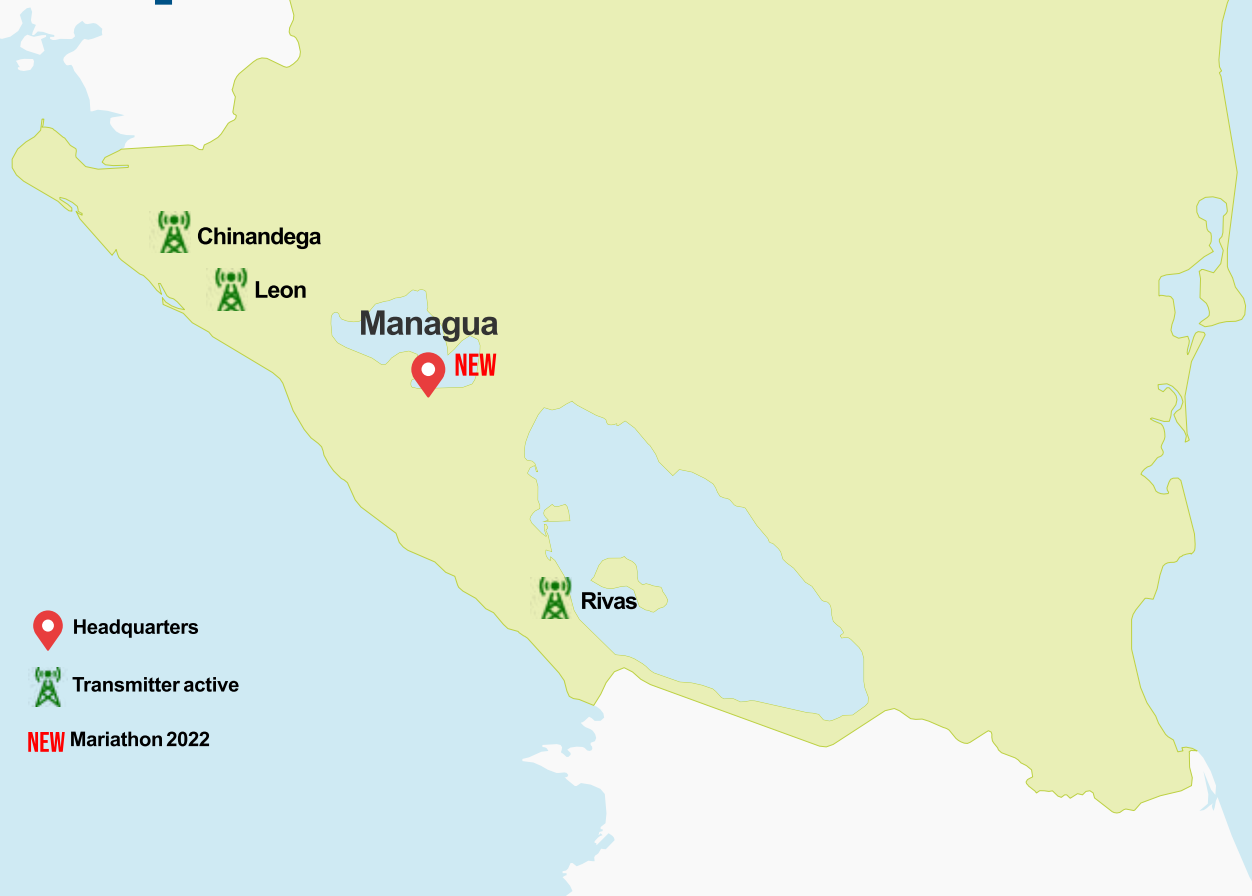 Chinandega
Leon
Managua
NEW
Rivas
Headquarters
Transmitter active
NEW Mariathon 2022